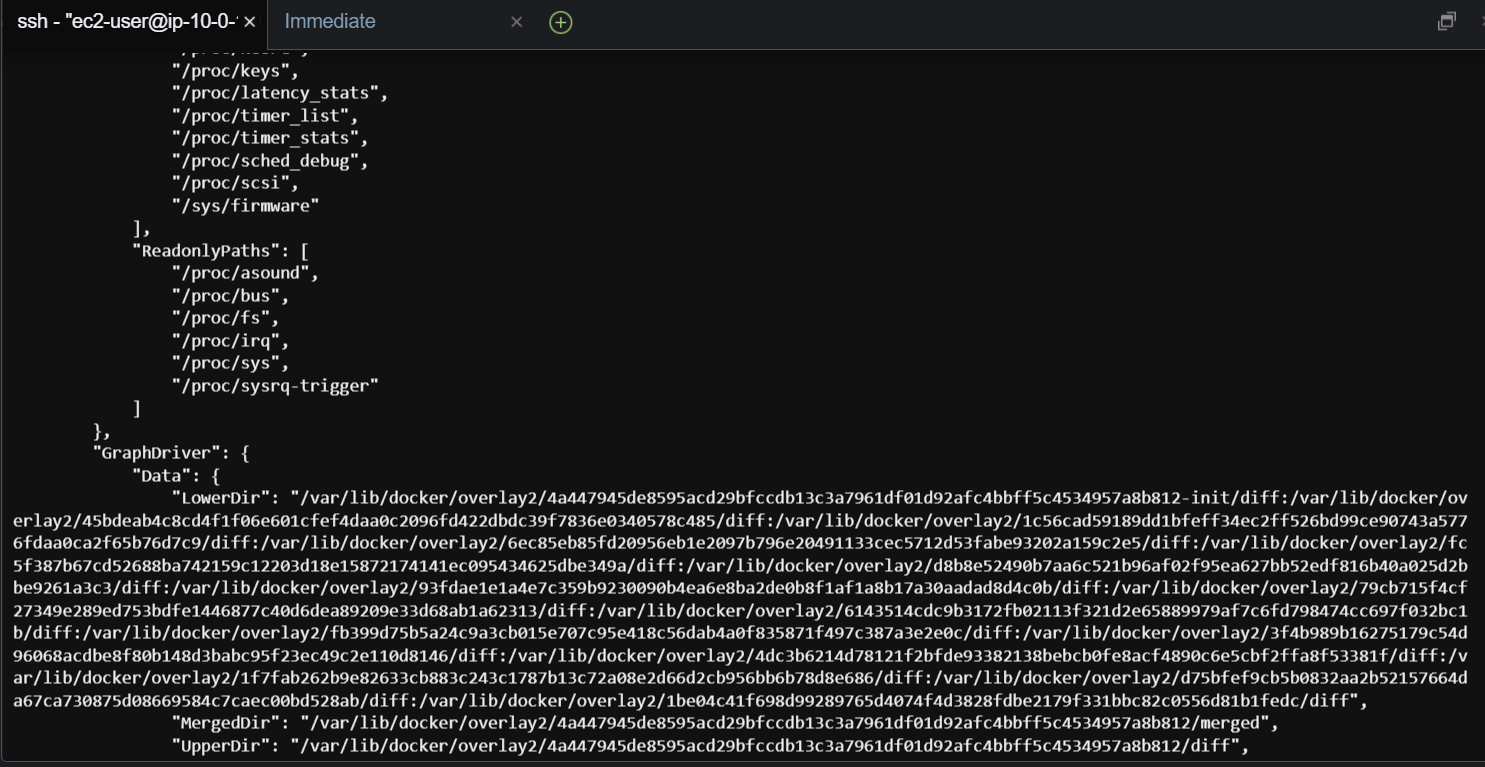 ssh - "ec2-user@ip-10-0-
Immediate
"/proc/keys",
"/proc/latency_stats",
"/proc/timer_list",
"/proc/timer_stats",
"/proc/sched_debug",
"/proc/scsi",
"/sys/firmware"
],
"ReadonlyPaths": [
"/proc/asound",
"/proc/bus",
"/proc/fs",
"/proc/irq",
"/proc/sys",
"/proc/sysrq-trigger"
]
},
"GraphDriver": {
"Data": {
"LowerDir": "/var/lib/docker/overlay2/4a447945de8595acd29bfccdb13c3a7961df01d92afc4bbff5c4534957a8b812-init/diff:/var/lib/docker/ov
erlay2/45bdeab4c8cd4f1f06e601cfef4daa0c2096fd422dbdc39f7836e0340578c485/diff:/var/lib/docker/overlay2/1c56cad59189dd1bfeff34ec2ff526bd99ce90743a577
6fdaa0ca2f65b76d7c9/diff:/var/lib/docker/overlay2/6ec85eb85fd20956eb1e2097b796e20491133cec5712d53fabe93202a159c2e5/diff:/var/lib/docker/overlay2/fc
5f387b67cd52688ba742159c12203d18e15872174141ec095434625dbe349a/diff:/var/lib/docker/overlay2/d8b8e52490b7aa6c521b96af02f95ea627bb52edf816b40a025d2b
be9261a3c3/diff:/var/lib/docker/overlay2/93fdae1e1a4e7c359b9230090b4ea6e8ba2de0b8f1af1a8b17a30aadad8d4c0b/diff:/var/lib/docker/overlay2/79cb715f4cf
27349e289ed753bdfe1446877c40d6dea89209e33d68ab1a62313/diff:/var/lib/docker/overlay2/6143514cdc9b3172fb02113f321d2e65889979af7c6fd798474cc697f032bc1
b/diff:/var/lib/docker/overlay2/fb399d75b5a24c9a3cb015e707c95e418c56dab4a0f835871f497c387a3e2e0c/diff:/var/lib/docker/overlay2/3f4b989b16275179c54d
96068acdbe8f80b148d3babc95f23ec49c2e110d8146/diff:/var/lib/docker/overlay2/4dc3b6214d78121f2bfde93382138bebcb0fe8acf4890c6e5cbf2ffa8f53381f/diff:/v
ar/lib/docker/overlay2/1f7fab262b9e82633cb883c243c1787b13c72a08e2d66d2cb956bb6b78d8e686/diff:/var/lib/docker/overlay2/d75bfef9cb5b0832aa2b52157664d
a67ca730875d08669584c7caec00bd528ab/diff:/var/lib/docker/overlay2/1be04c41f698d99289765d4074f4d3828fdbe2179f331bbc82c0556d81b1fedc/diff",
"MergedDir": "/var/lib/docker/overlay2/4a447945de8595acd29bfccdb13c3a7961df01d92afc4bbff5c4534957a8b812/merged",
"UpperDir": "/var/lib/docker/overlay2/4a447945de8595acd29bfccdb13c3a7961df01d92afc4bbff5c4534957a8b812/diff",